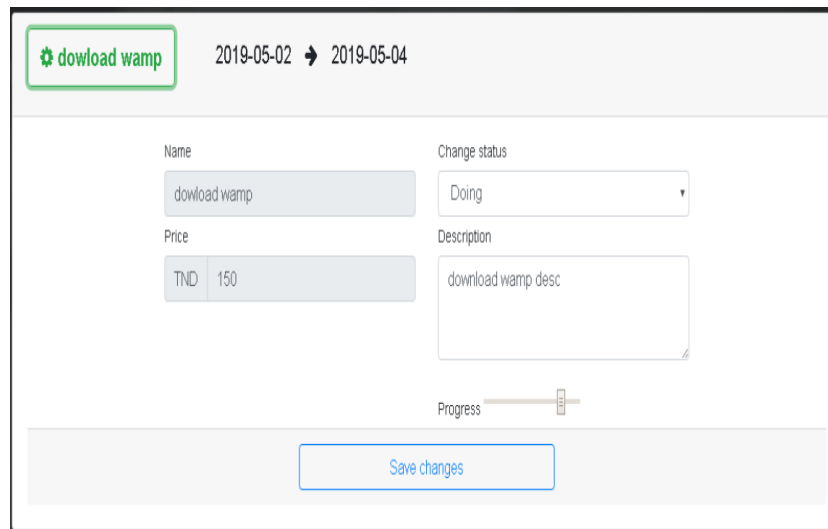 dowload wamp 2019-05-02 → 2019-05-04
Name
dowload wamp
Price
TND 150
Change status
Doing
Description
download wamp desc
Progress
Save changes